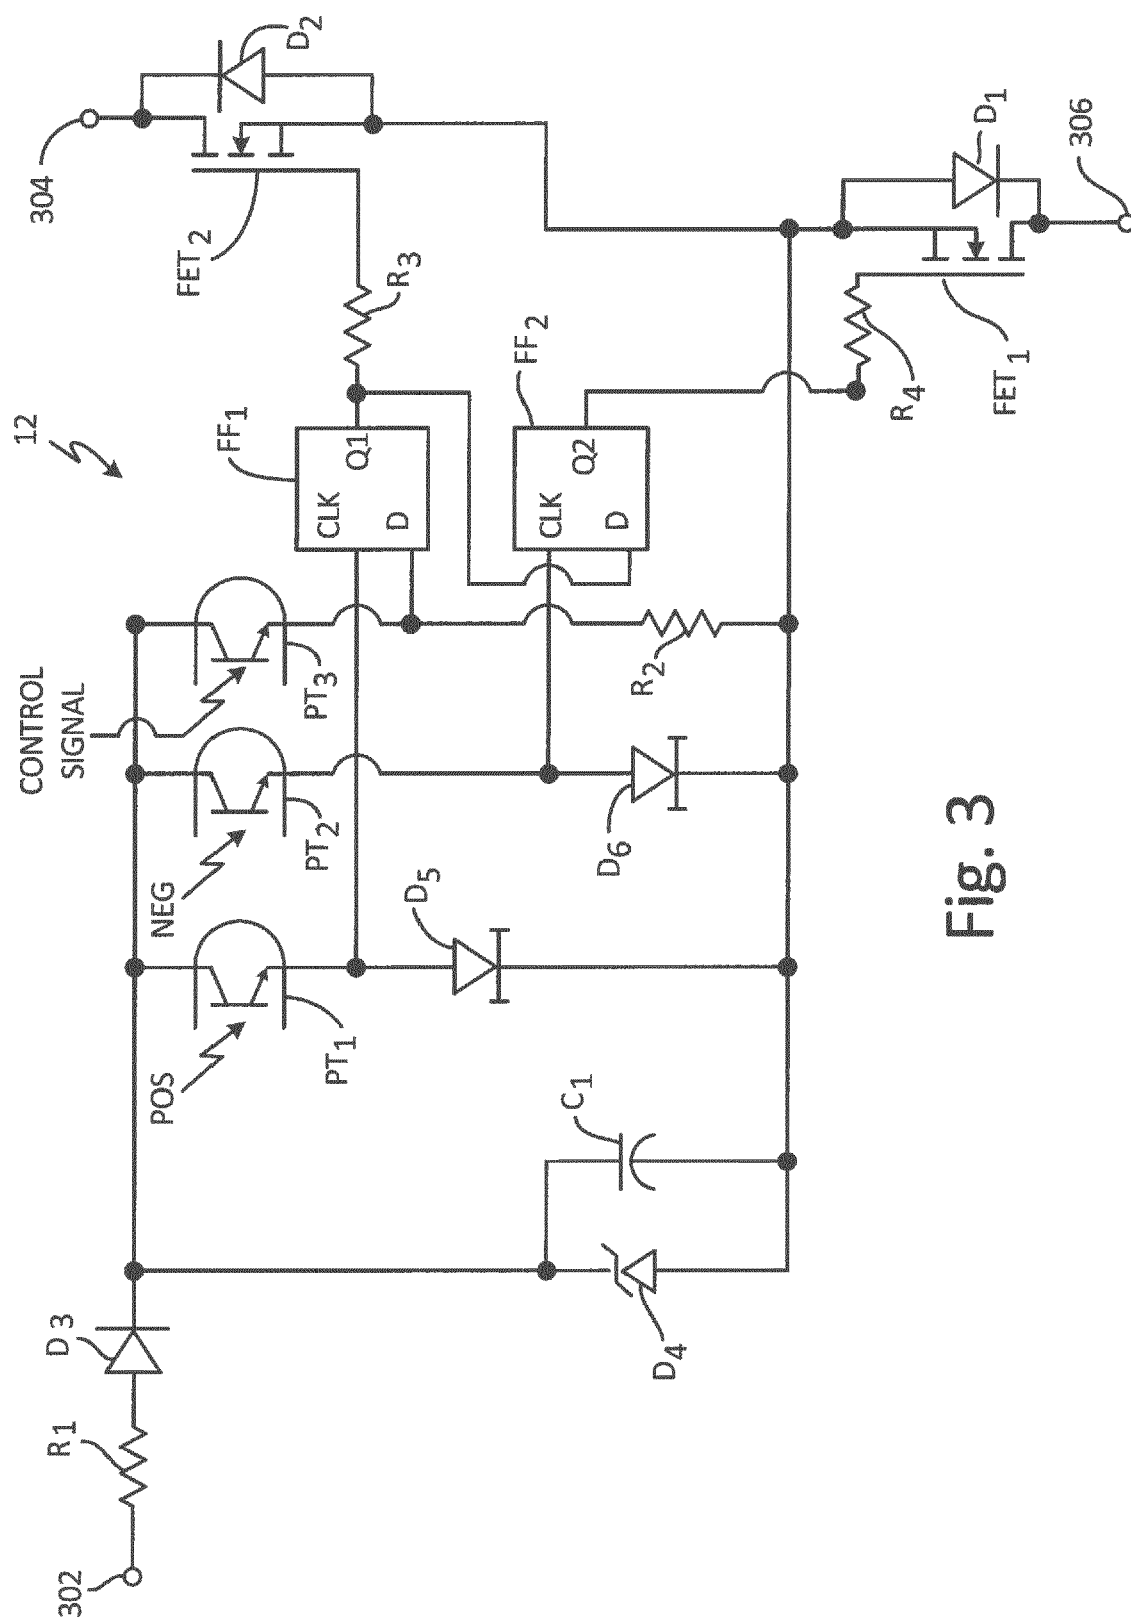 12
302
R1
D3
POS
PT1
NEG
PT2
CONTROL
SIGNAL
PT3
FF1
CLK
Q1
D
R3
FET2
304
D2
D4
C1
D5
D6
R2
FF2
CLK
Q2
D
R4
FET1
D1
306
Fig. 3